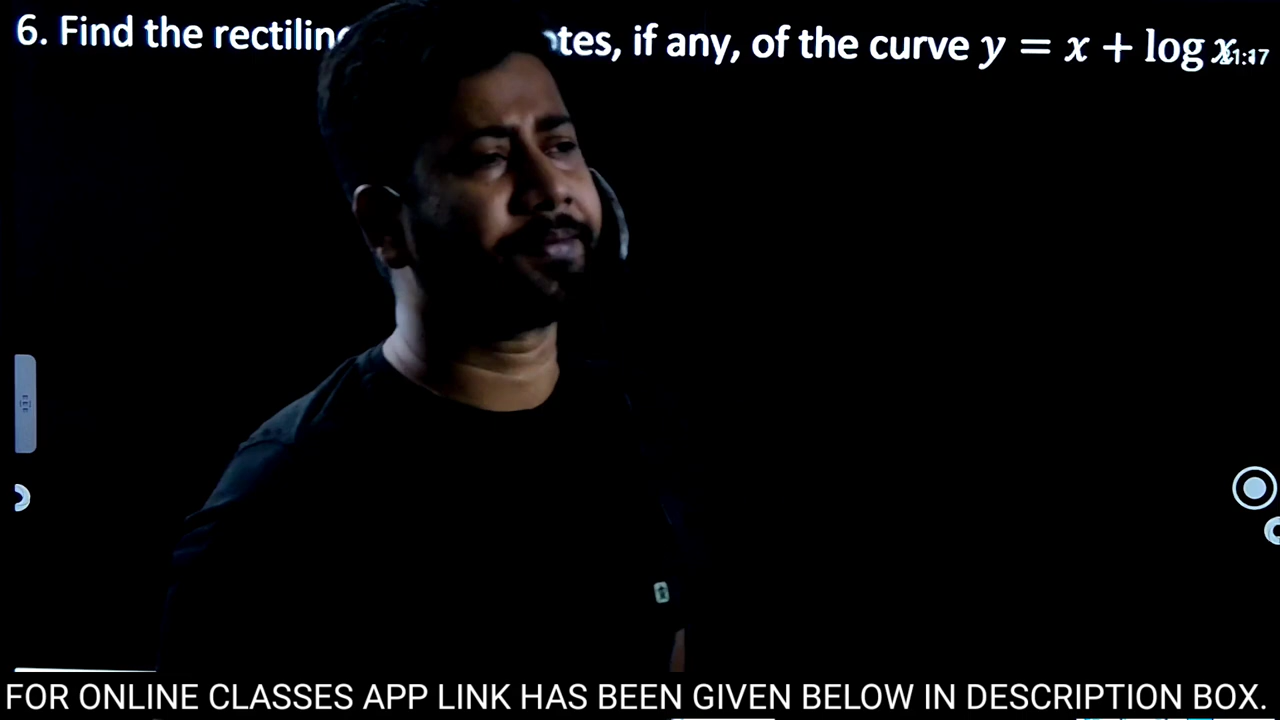 6. Find the rectilin tes, if any, of the curve y = x + log x
FOR ONLINE CLASSES APP LINK HAS BEEN GIVEN BELOW IN DESCRIPTION BOX.